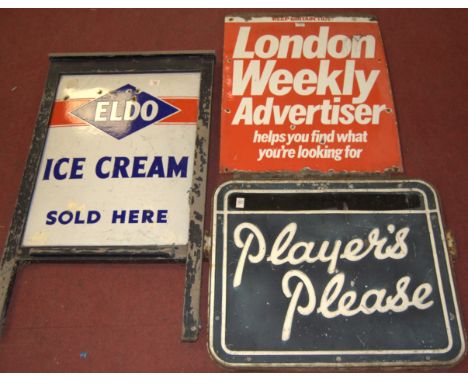 ELDO
ICE CREAM
SOLD HERE
KEEP BRITAIN TIDY
London
Weekly
Advertiser
helps you find what
you're looking for
Player's
Please